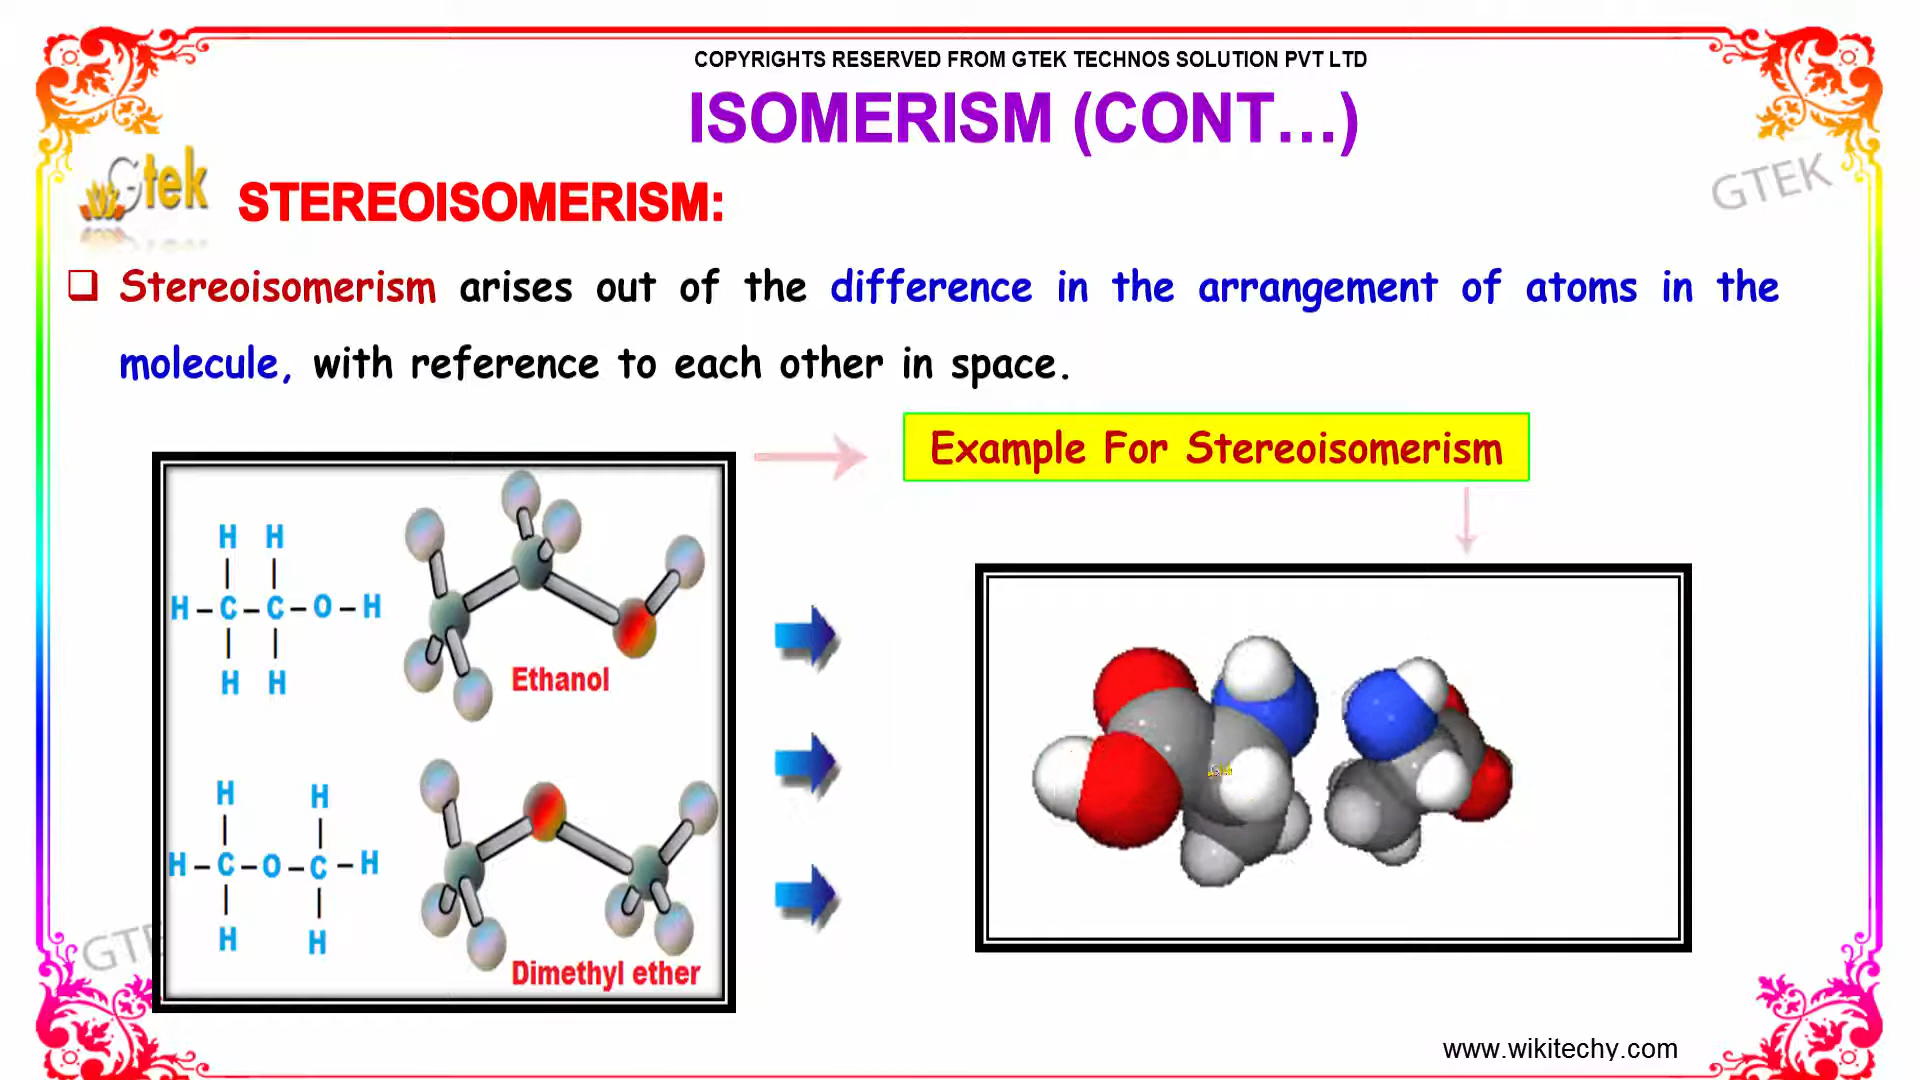 COPYRIGHTS RESERVED FROM GTEK TECHNOS SOLUTION PVT LTD
ISOMERISM (CONT...)
Gtek
GTEK
STEREOISOMERISM:
Stereoisomerism arises out of the difference in the arrangement of atoms in the
molecule, with reference to each other in space.
Example For Stereoisomerism
H H
H – C – C – O – H
H H
Ethanol
H H
H – C – O – C – H
H H
Dimethyl ether
Gtek
GTE
www.wikitechy.com